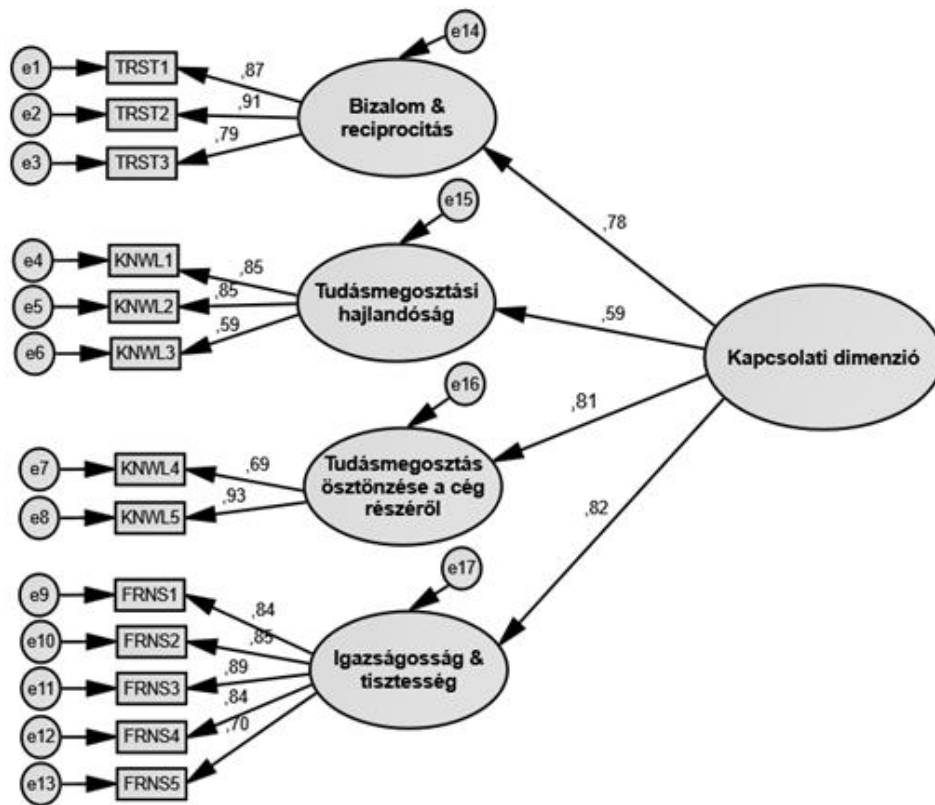 e14
e1
TRST1
,87
e2
TRST2
,91
e3
TRST3
,79
Bizalom &
reciprocitás
,78
e15
e4
KNWL1
,85
e5
KNWL2
,85
e6
KNWL3
,59
Tudásmegosztási
hajlandóság
,59
Kapcsolati dimenzió
e16
,81
e7
KNWL4
,69
e8
KNWL5
,93
Tudásmegosztás
ösztönzése a cég
részéről
,82
e17
e9
FRNS1
,84
e10
FRNS2
,85
e11
FRNS3
,89
e12
FRNS4
,84
e13
FRNS5
,70
Igazságosság &
tisztesség